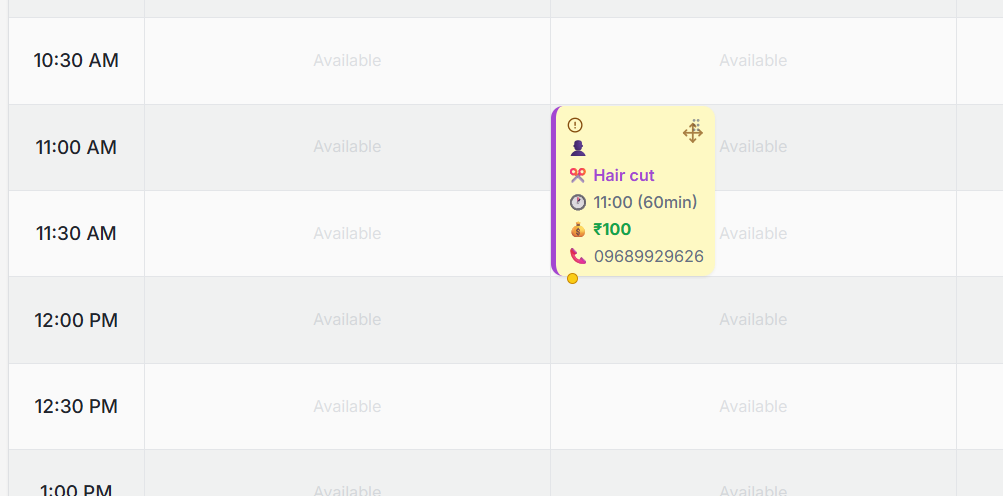 10:30 AM Available Available
11:00 AM Available Available
Hair cut
11:00 (60min)
₹100
09689929626
11:30 AM Available Available
12:00 PM Available Available
12:30 PM Available Available
1:00 PM Available Available